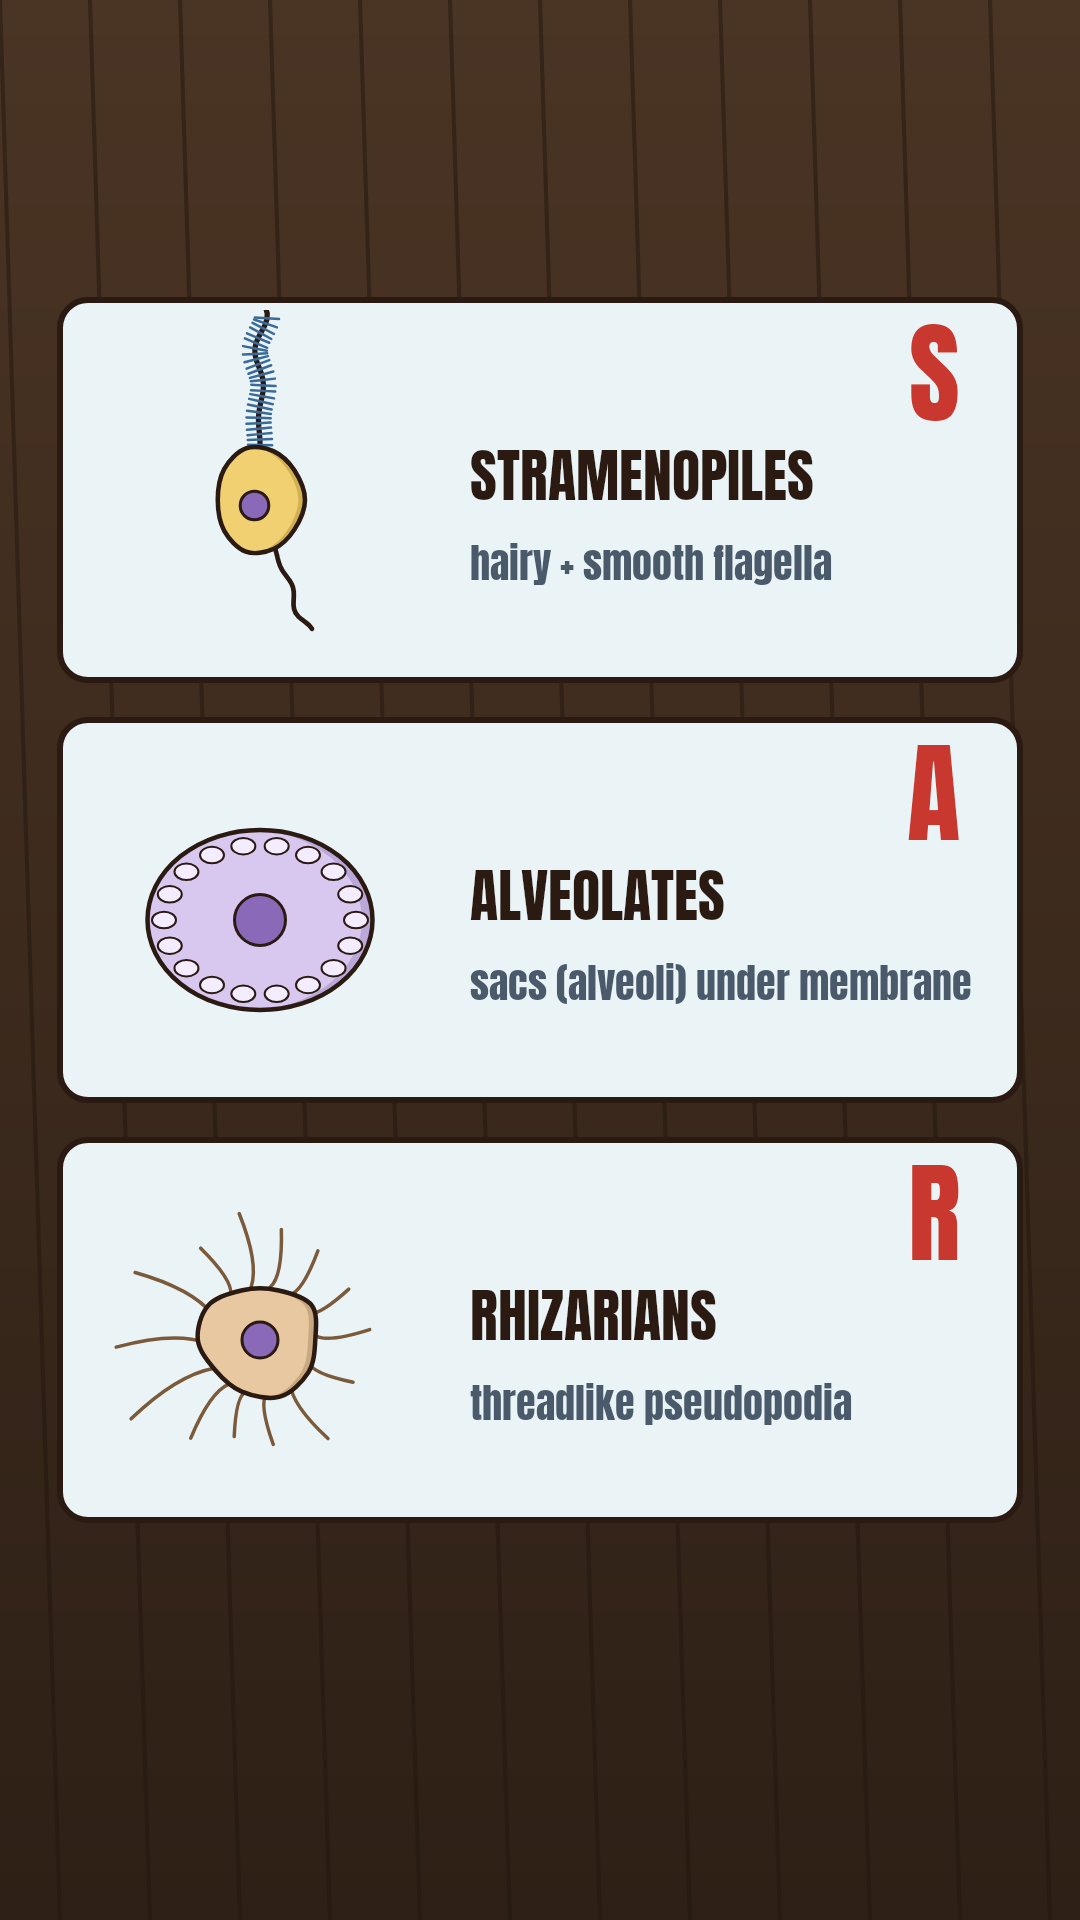 S
STRAMENOPILES
hairy + smooth flagella
A
ALVEOLATES
sacs (alveoli) under membrane
R
RHIZARIANS
threadlike pseudopodia